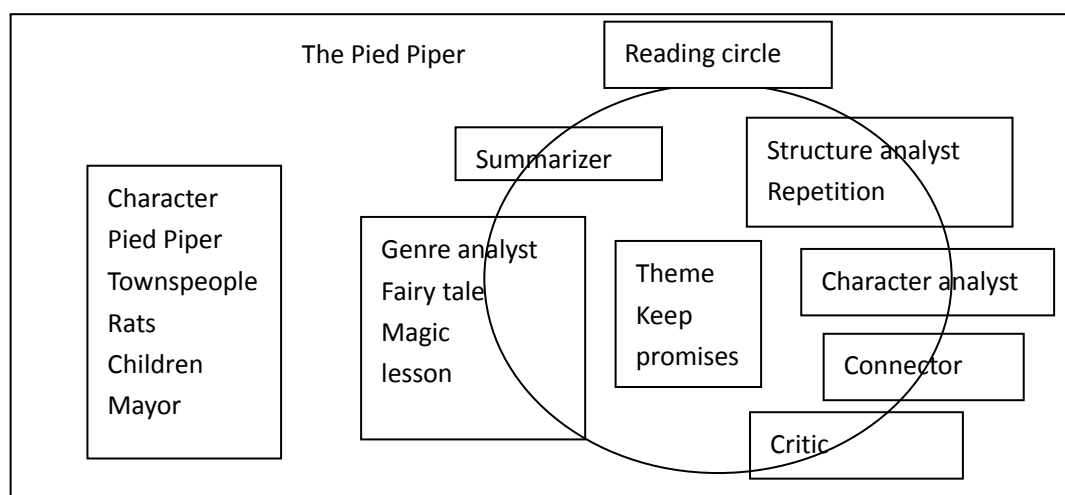 The Pied Piper
Reading circle
Summarizer
Structure analyst
Repetition
Character
Pied Piper
Townspeople
Rats
Children
Mayor
Genre analyst
Fairy tale
Magic
lesson
Theme
Keep
promises
Character analyst
Connector
Critic